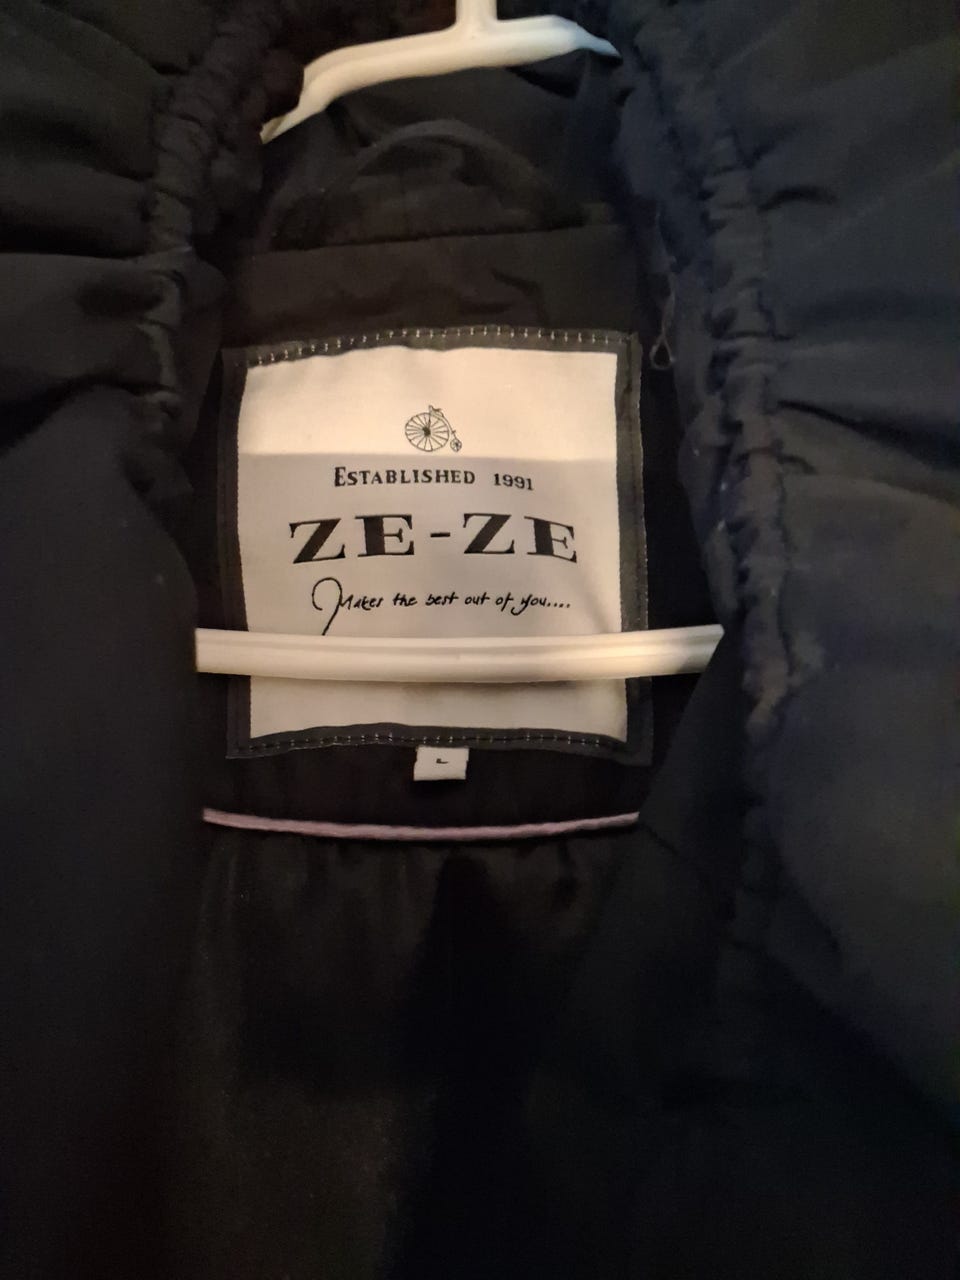 ESTABLISHED 1991
ZE-ZE
Makes the best out of you....
L